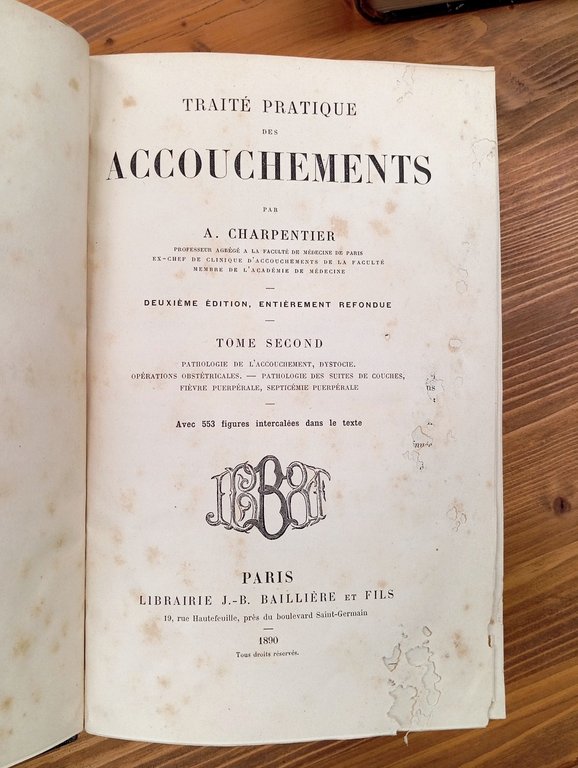 TRAITÉ PRATIQUE
DES
ACCOUCHEMENTS
PAR
A. CHARPENTIER
PROFESSEUR AGRÉGÉ A LA FACULTÉ DE MÉDECINE DE PARIS
EX-CHEF DE CLINIQUE D'ACCOUCHEMENTS DE LA FACULTÉ
MEMBRE DE L'ACADÉMIE DE MÉDECINE
DEUXIÈME ÉDITION, ENTIÈREMENT REFONDUE
TOME SECOND
PATHOLOGIE DE L'ACCOUCHEMENT, DYSTOCIE.
OPÉRATIONS OBSTÉTRICALES. — PATHOLOGIE DES SUITES DE COUCHES,
FIÈVRE PUERPÉRALE, SEPTICÉMIE PUERPÉRALE
Avec 553 figures intercalées dans le texte
PARIS
LIBRAIRIE J.-B. BAILLIÈRE ET FILS
19, rue Hautefeuille, près du boulevard Saint-Germain
1890
Tous droits réservés.